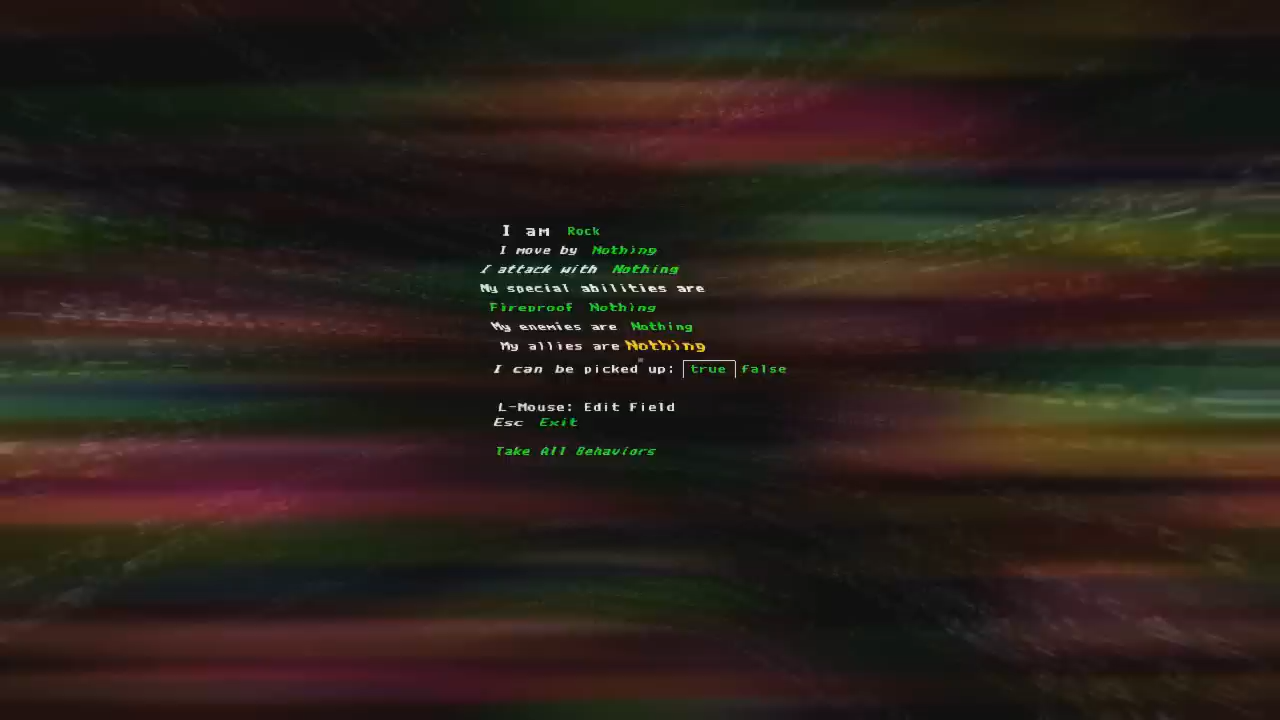 I am Rock
I move by Nothing
I attack with Nothing
My special abilities are
Fireproof Nothing
My enemies are Nothing
My allies are Nothing
I can be picked up: true false
L-Mouse: Edit Field
Esc Exit
Take All Behaviors